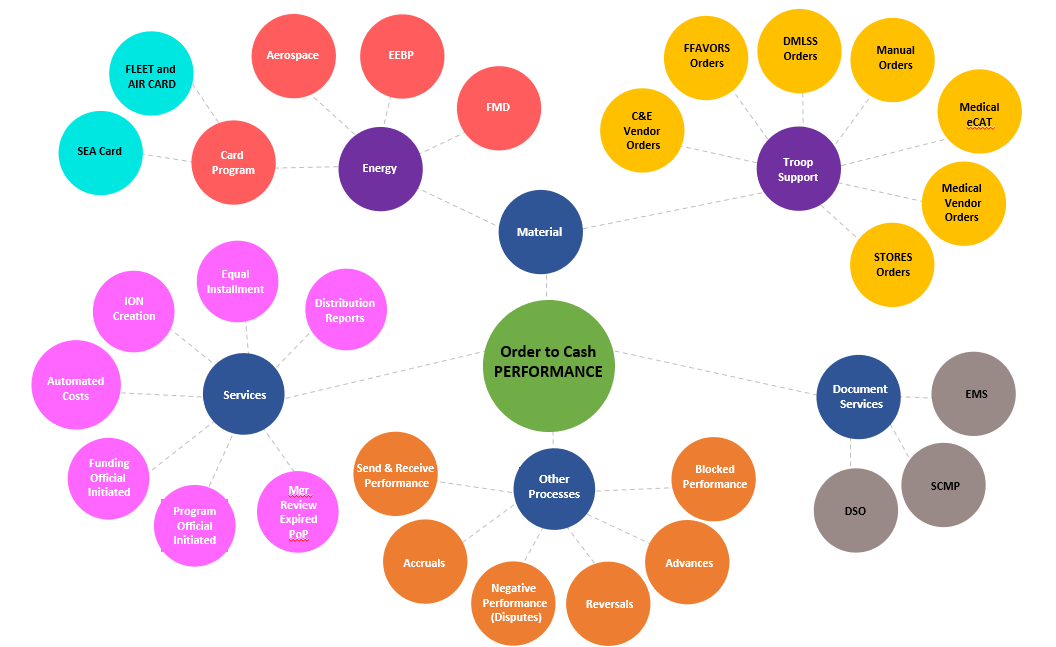 FLEET and
AIR CARD
SEA Card
Card
Program
Aerospace
EEBP
FMD
Energy
Material
FFAVORS
Orders
DMLSS
Orders
Manual
Orders
C&E
Vendor
Orders
Medical
eCAT
Troop
Support
Medical
Vendor
Orders
STORES
Orders
Equal
Installment
ION
Creation
Distribution
Reports
Automated
Costs
Services
Funding
Official
Initiated
Program
Official
Initiated
Mgr
Review
Expired
PoP
Order to Cash
PERFORMANCE
Document
Services
EMS
SCMP
DSO
Other
Processes
Send & Receive
Performance
Accruals
Negative
Performance
(Disputes)
Reversals
Advances
Blocked
Performance